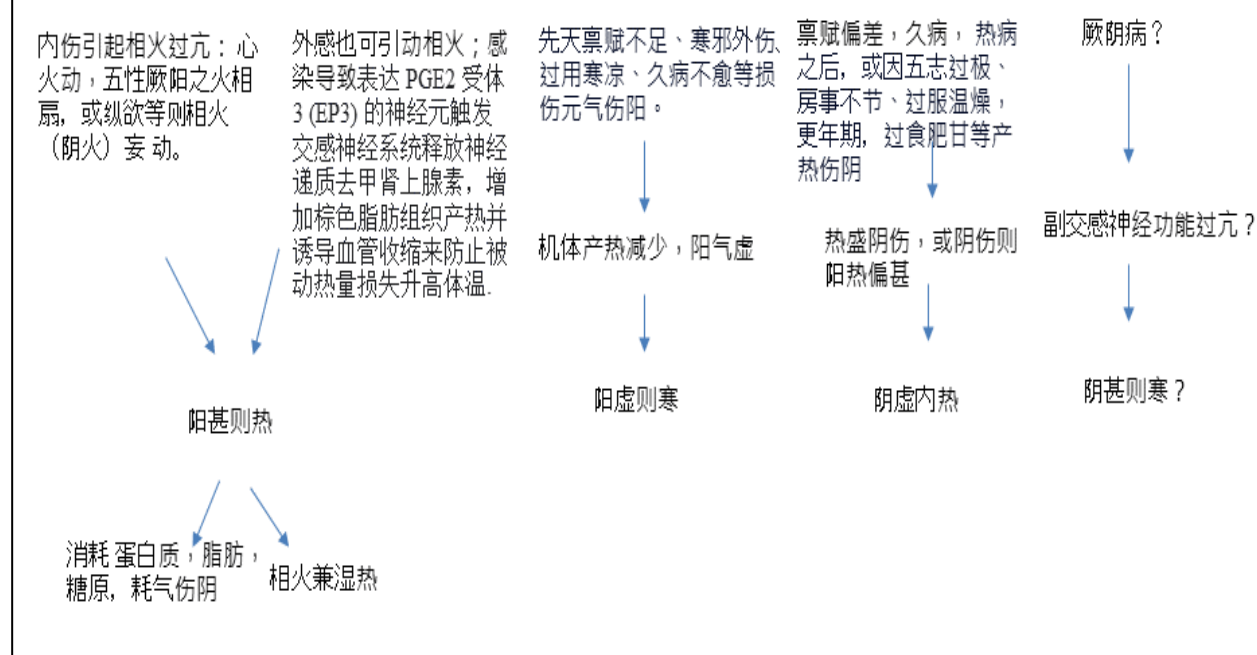 内伤引起相火过亢：心
火动，五性厥阳之火相
扇，或纵欲等则相火
（阴火）妄 动。
外感也可引动相火；感
染导致表达 PGE2 受体
3 (EP3) 的神经元触发
交感神经系统释放神经
递质去甲肾上腺素，增
加棕色脂肪组织产热并
诱导血管收缩来防止被
动热量损失升高体温.
阳甚则热
消耗 蛋白质，脂肪，
糖原，耗气伤阴
相火兼湿热
先天禀赋不足、寒邪外伤、
过用寒凉、久病不愈等损
伤元气伤阳。
机体产热减少，阳气虚
阳虚则寒
禀赋偏差，久病， 热病
之后，或因五志过极、
房事不节、过服温燥，
更年期，过食肥甘等产
热伤阴
热盛阴伤，或阴伤则
阳热偏甚
阴虚内热
厥阴病？
副交感神经功能过亢？
阴甚则寒？